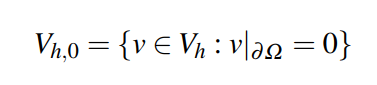 V_{h,0} = {v ∈ V_h : v|_{∂Ω} = 0}